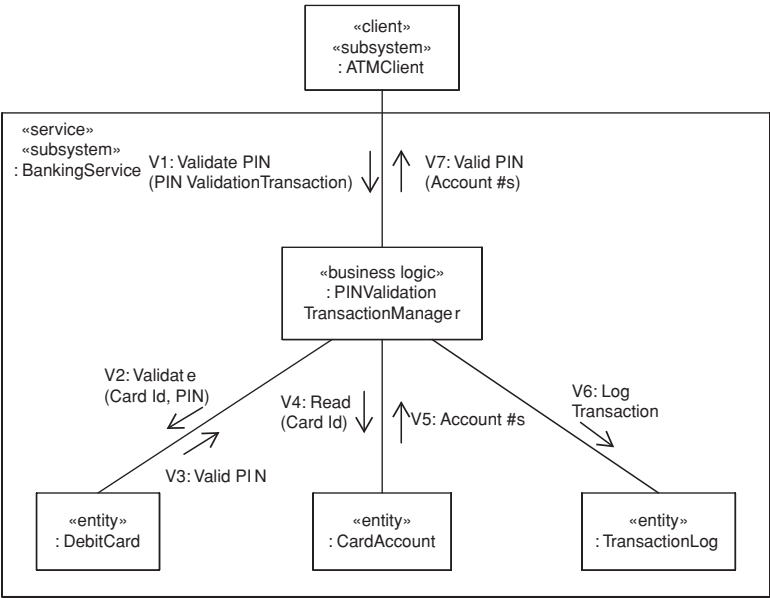 «client»
«subsystem»
: ATMClient
«service»
«subsystem»
: BankingService
V1: Validate PIN
(PIN ValidationTransaction)
V7: Valid PIN
(Account #s)
«business logic»
: PINValidation
TransactionManager
V2: Validate
(Card Id, PIN)
V3: Valid PIN
V4: Read
(Card Id)
V5: Account #s
V6: Log
Transaction
«entity»
: DebitCard
«entity»
: CardAccount
«entity»
: TransactionLog